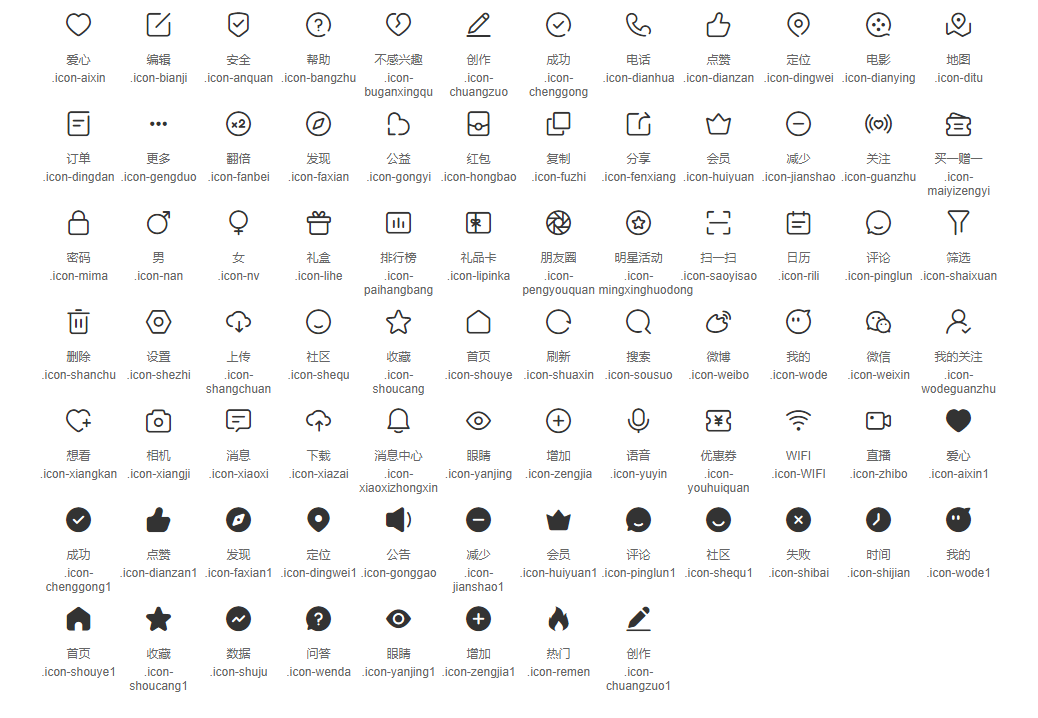 爱心 编辑 安全 帮助 不感兴趣 创作 成功 电话 点赞 定位 电影 地图
.icon-aixin .icon-bianji .icon-anquan .icon-bangzhu .icon- .icon- .icon- .icon-dianhua .icon-dianzan .icon-dingwei .icon-dianying .icon-ditu
buganxingqu chuangzuo chenggong
x2
订单 更多 翻倍 发现 公益 红包 复制 分享 会员 减少 关注 买一赠一
.icon-dingdan .icon-gengduo .icon-fanbei .icon-faxian .icon-gongyi .icon-hongbao .icon-fuzhi .icon-fenxiang .icon-huiyuan .icon-jianshao .icon-guanzhu .icon-
maiyizengyi
密码 男 女 礼盒 排行榜 礼品卡 朋友圈 明星活动 扫一扫 日历 评论 筛选
.icon-mima .icon-nan .icon-nv .icon-lihe .icon- .icon-lipinka .icon- .icon- .icon-saoyisao .icon-rili .icon-pinglun .icon-shaixuan
paihangbang pengyouquan mingxinghuodong
删除 设置 上传 社区 收藏 首页 刷新 搜索 微博 我的 微信 我的关注
.icon-shanchu .icon-shezhi .icon- .icon-shequ .icon- .icon-shouye .icon-shuaxin .icon-sousuo .icon-weibo .icon-wode .icon-weixin .icon-
shangchuan shoucang wodeguanzhu
¥
想看 相机 消息 下载 消息中心 眼睛 增加 语音 优惠券 WIFI 直播 爱心
.icon-xiangkan .icon-xiangji .icon-xiaoxi .icon-xiazai .icon- .icon-yanjing .icon-zengjia .icon-yuyin .icon- .icon-WIFI .icon-zhibo .icon-aixin1
xiaoxizhongxin youhuiquan
成功 点赞 发现 定位 公告 减少 会员 评论 社区 失败 时间 我的
.icon- .icon-dianzan1 .icon-faxian1 .icon-dingwei1 .icon-gonggao .icon- .icon-huiyuan1 .icon-pinglun1 .icon-shequ1 .icon-shibai .icon-shijian .icon-wode1
chenggong1 jianshao1
首页 收藏 数据 问答 眼睛 增加 热门 创作
.icon-shouye1 .icon- .icon-shuju .icon-wenda .icon-yanjing1 .icon-zengjia1 .icon-remen .icon-
shoucang1 chuangzuo1